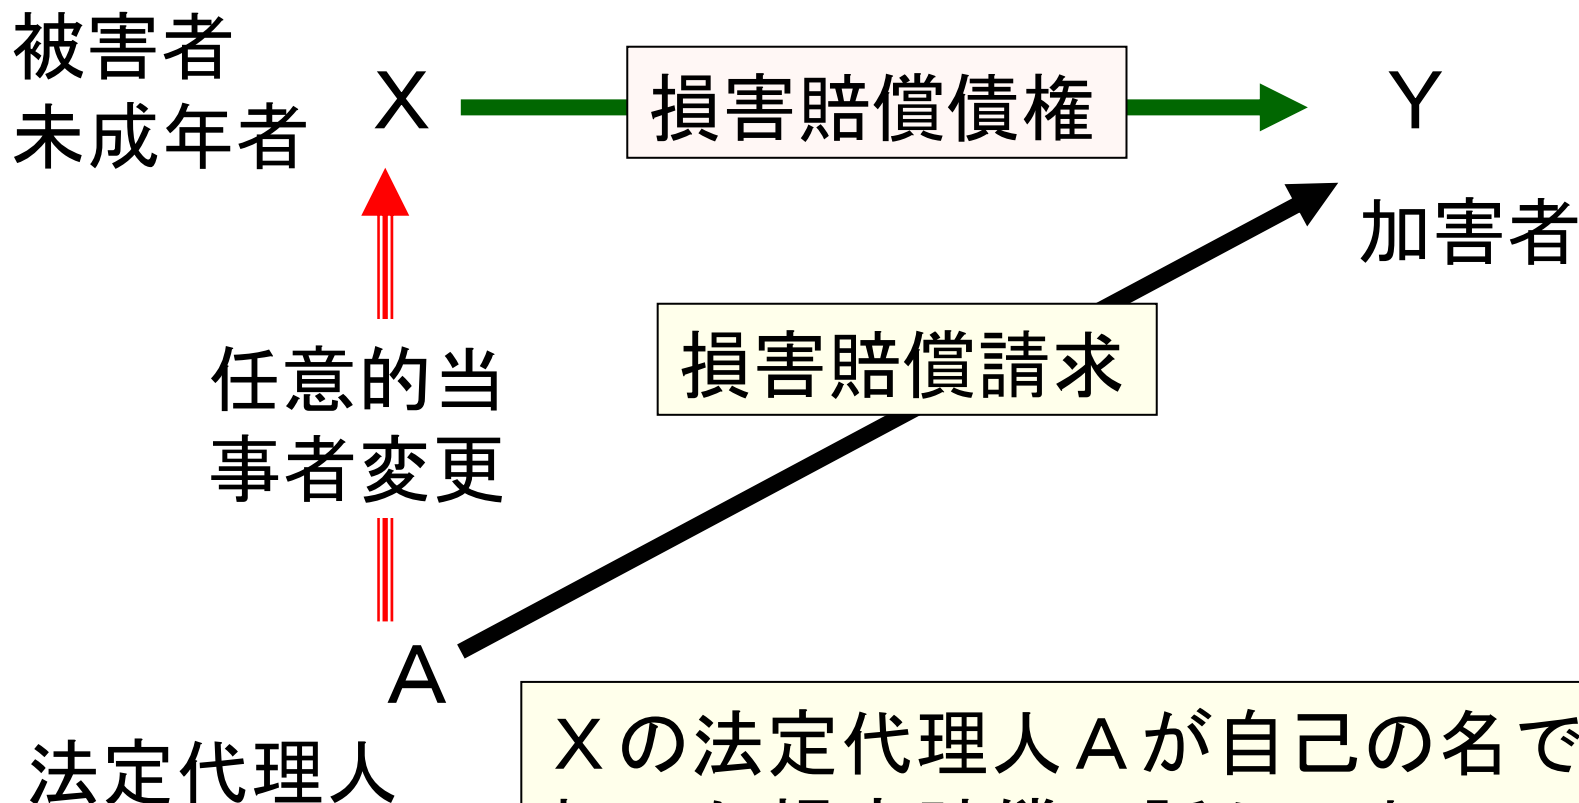 被害者
未成年者
X
損害賠償債権
Y
加害者
任意的当
事者変更
損害賠償請求
A
法定代理人
Xの法定代理人Aが自己の名で